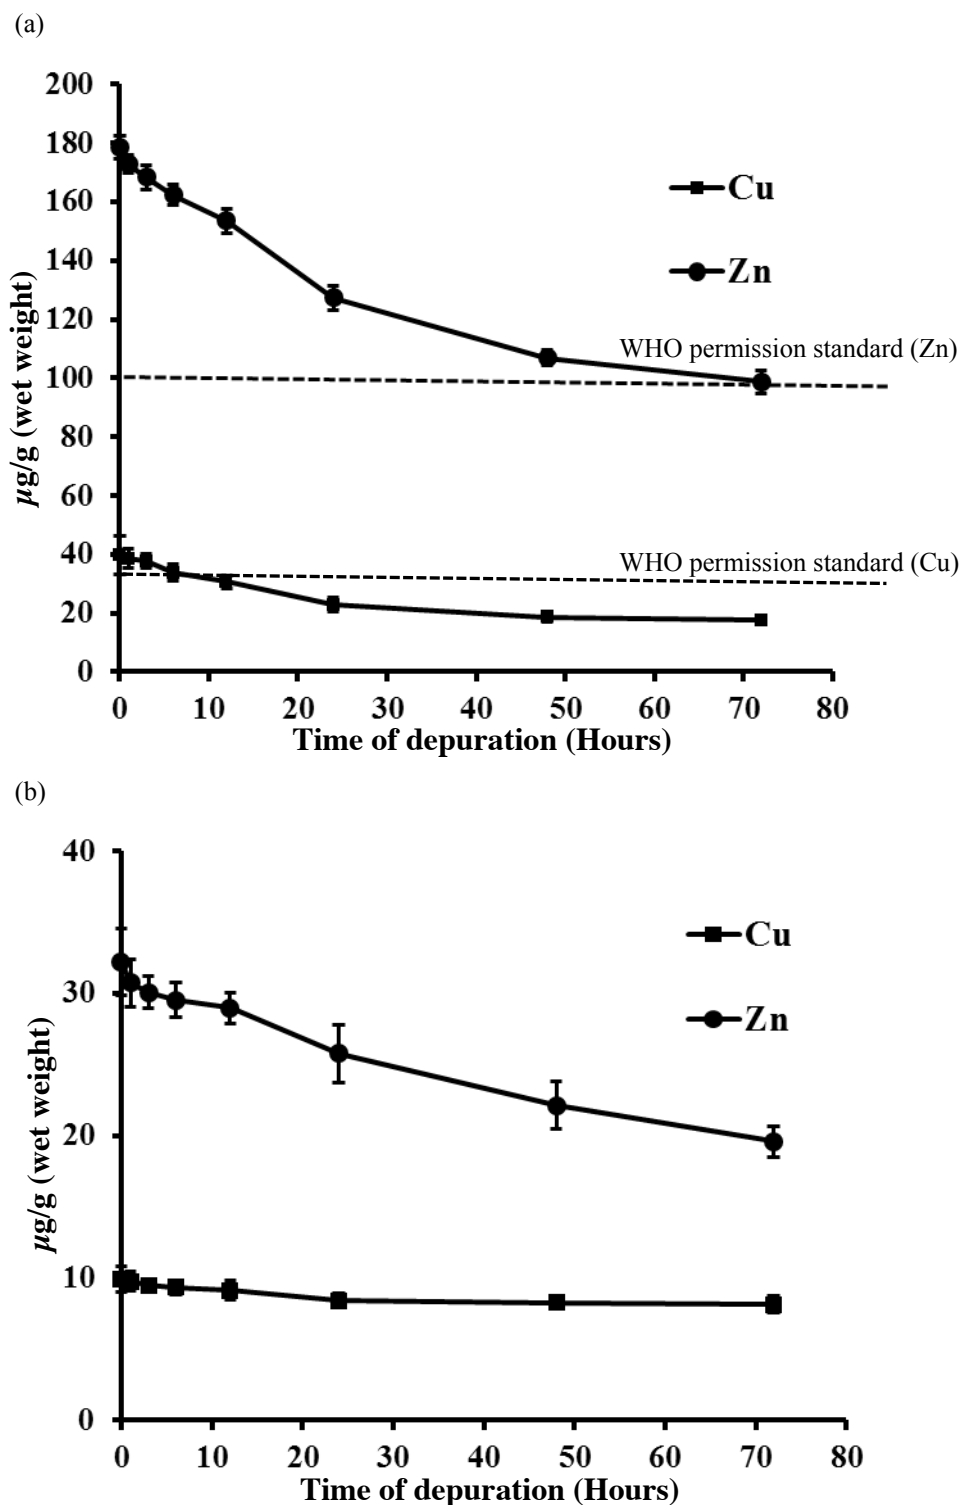 (a)
200
180
160
140
120
100
80
60
40
20
0
µg/g (wet weight)
Cu
Zn
WHO permission standard (Zn)
WHO permission standard (Cu)
0 10 20 30 40 50 60 70 80
Time of depuration (Hours)
(b)
40
30
20
10
0
µg/g (wet weight)
Cu
Zn
0 10 20 30 40 50 60 70 80
Time of depuration (Hours)